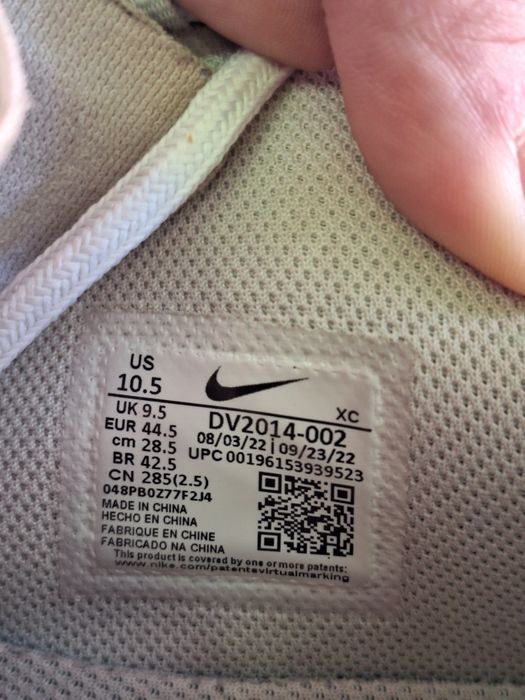 US
10.5
XC
UK 9.5
DV2014-002
EUR 44.5
08/03/22 | 09/23/22
cm 28.5
UPC 00196153939523
BR 42.5
CN 285(2.5)
048PB0Z77F2J4
MADE IN CHINA
HECHO EN CHINA
FABRIQUE EN CHINE
FABRICADO NA CHINA
This product is covered by one or more patents:
www.nike.com/patentsvirtualmarking